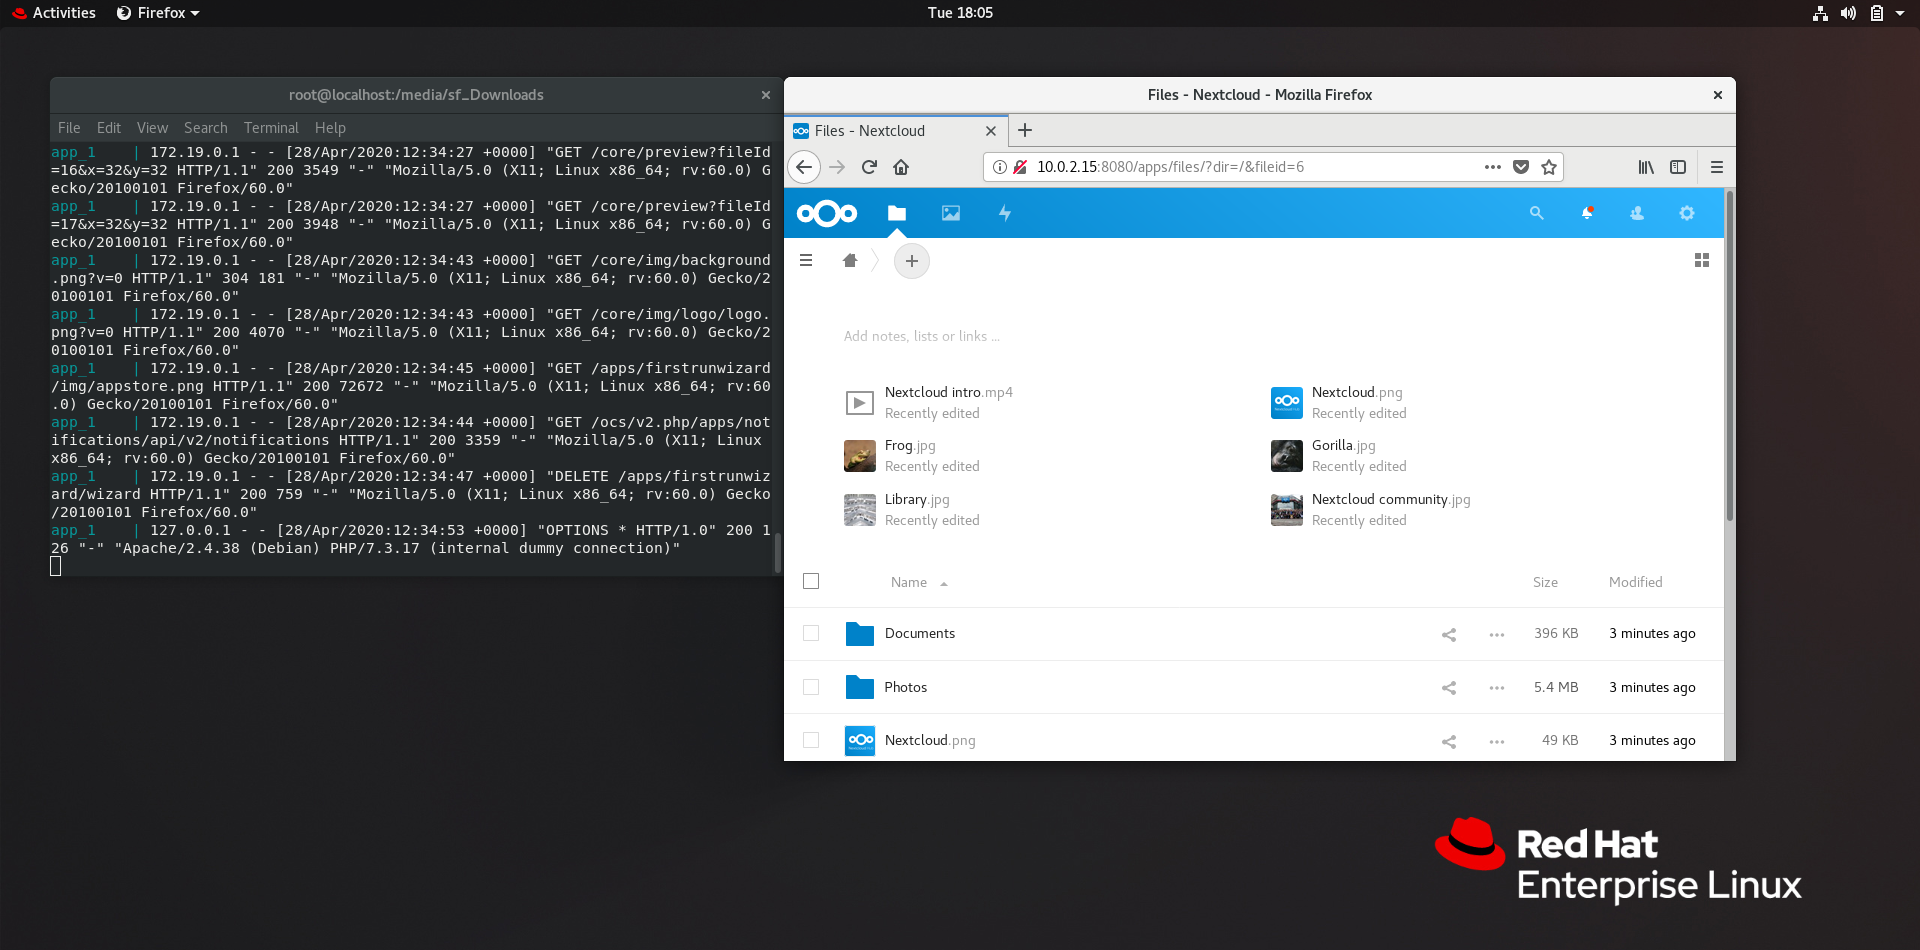 Activities Firefox Tue 18:05
root@localhost:/media/sf_Downloads
File Edit View Search Terminal Help
app_1    | 172.19.0.1 - - [28/Apr/2020:12:34:27 +0000] "GET /core/preview?fileId
=16&x=32&y=32 HTTP/1.1" 200 3549 "-" "Mozilla/5.0 (X11; Linux x86_64; rv:60.0) G
ecko/20100101 Firefox/60.0"
app_1    | 172.19.0.1 - - [28/Apr/2020:12:34:27 +0000] "GET /core/preview?fileId
=17&x=32&y=32 HTTP/1.1" 200 3948 "-" "Mozilla/5.0 (X11; Linux x86_64; rv:60.0) G
ecko/20100101 Firefox/60.0"
app_1    | 172.19.0.1 - - [28/Apr/2020:12:34:43 +0000] "GET /core/img/background
.png?v=0 HTTP/1.1" 304 181 "-" "Mozilla/5.0 (X11; Linux x86_64; rv:60.0) Gecko/2
0100101 Firefox/60.0"
app_1    | 172.19.0.1 - - [28/Apr/2020:12:34:43 +0000] "GET /core/img/logo/logo.
png?v=0 HTTP/1.1" 200 4070 "-" "Mozilla/5.0 (X11; Linux x86_64; rv:60.0) Gecko/2
0100101 Firefox/60.0"
app_1    | 172.19.0.1 - - [28/Apr/2020:12:34:45 +0000] "GET /apps/firstrunwizard
/img/appstore.png HTTP/1.1" 200 72672 "-" "Mozilla/5.0 (X11; Linux x86_64; rv:60
.0) Gecko/20100101 Firefox/60.0"
app_1    | 172.19.0.1 - - [28/Apr/2020:12:34:44 +0000] "GET /ocs/v2.php/apps/not
ifications/api/v2/notifications HTTP/1.1" 200 3359 "-" "Mozilla/5.0 (X11; Linux
x86_64; rv:60.0) Gecko/20100101 Firefox/60.0"
app_1    | 172.19.0.1 - - [28/Apr/2020:12:34:47 +0000] "DELETE /apps/firstrunwiz
ard/wizard HTTP/1.1" 200 759 "-" "Mozilla/5.0 (X11; Linux x86_64; rv:60.0) Gecko
/20100101 Firefox/60.0"
app_1    | 127.0.0.1 - - [28/Apr/2020:12:34:53 +0000] "OPTIONS * HTTP/1.0" 200 1
26 "-" "Apache/2.4.38 (Debian) PHP/7.3.17 (internal dummy connection)"
Files - Nextcloud - Mozilla Firefox
Files - Nextcloud
10.0.2.15:8080/apps/files/?dir=/&fileid=6
Add notes, lists or links ...
Nextcloud intro.mp4
Recently edited
Nextcloud.png
Recently edited
Frog.jpg
Recently edited
Gorilla.jpg
Recently edited
Library.jpg
Recently edited
Nextcloud community.jpg
Recently edited
Name Size Modified
Documents 396 KB 3 minutes ago
Photos 5.4 MB 3 minutes ago
Nextcloud.png 49 KB 3 minutes ago
Red Hat
Enterprise Linux